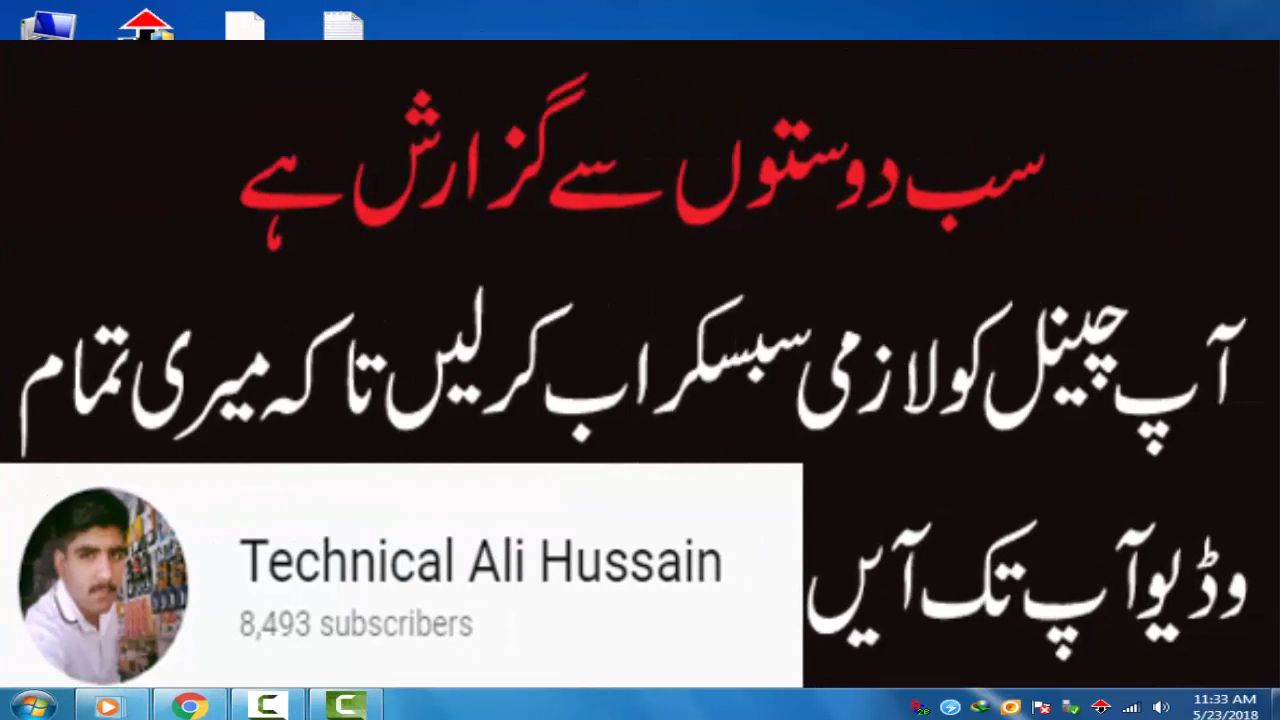 سب دوستوں سے گزارش ہے
آپ چینل کو لازمی سبسکراب کرلیں تاکہ میری تمام
وڈیو آپ تک آئیں
Technical Ali Hussain
8,493 subscribers
11:33 AM
5/23/2018